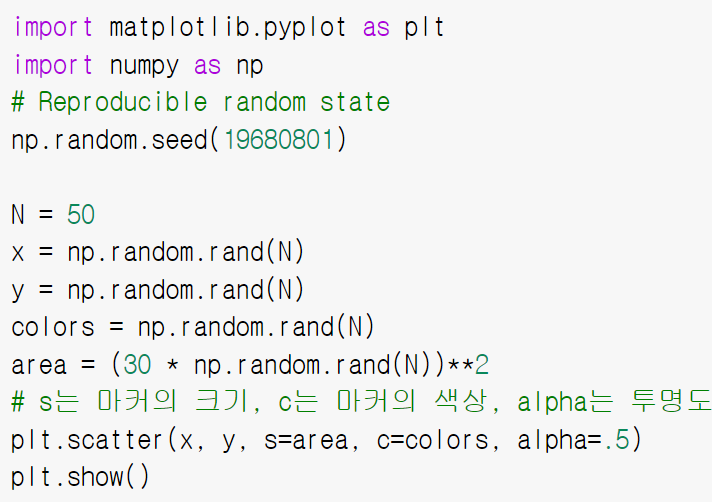 import matplotlib.pyplot as plt
import numpy as np
# Reproducible random state
np.random.seed(19680801)

N = 50
x = np.random.rand(N)
y = np.random.rand(N)
colors = np.random.rand(N)
area = (30 * np.random.rand(N))**2
# s는 마커의 크기, c는 마커의 색상, alpha는 투명도
plt.scatter(x, y, s=area, c=colors, alpha=.5)
plt.show()